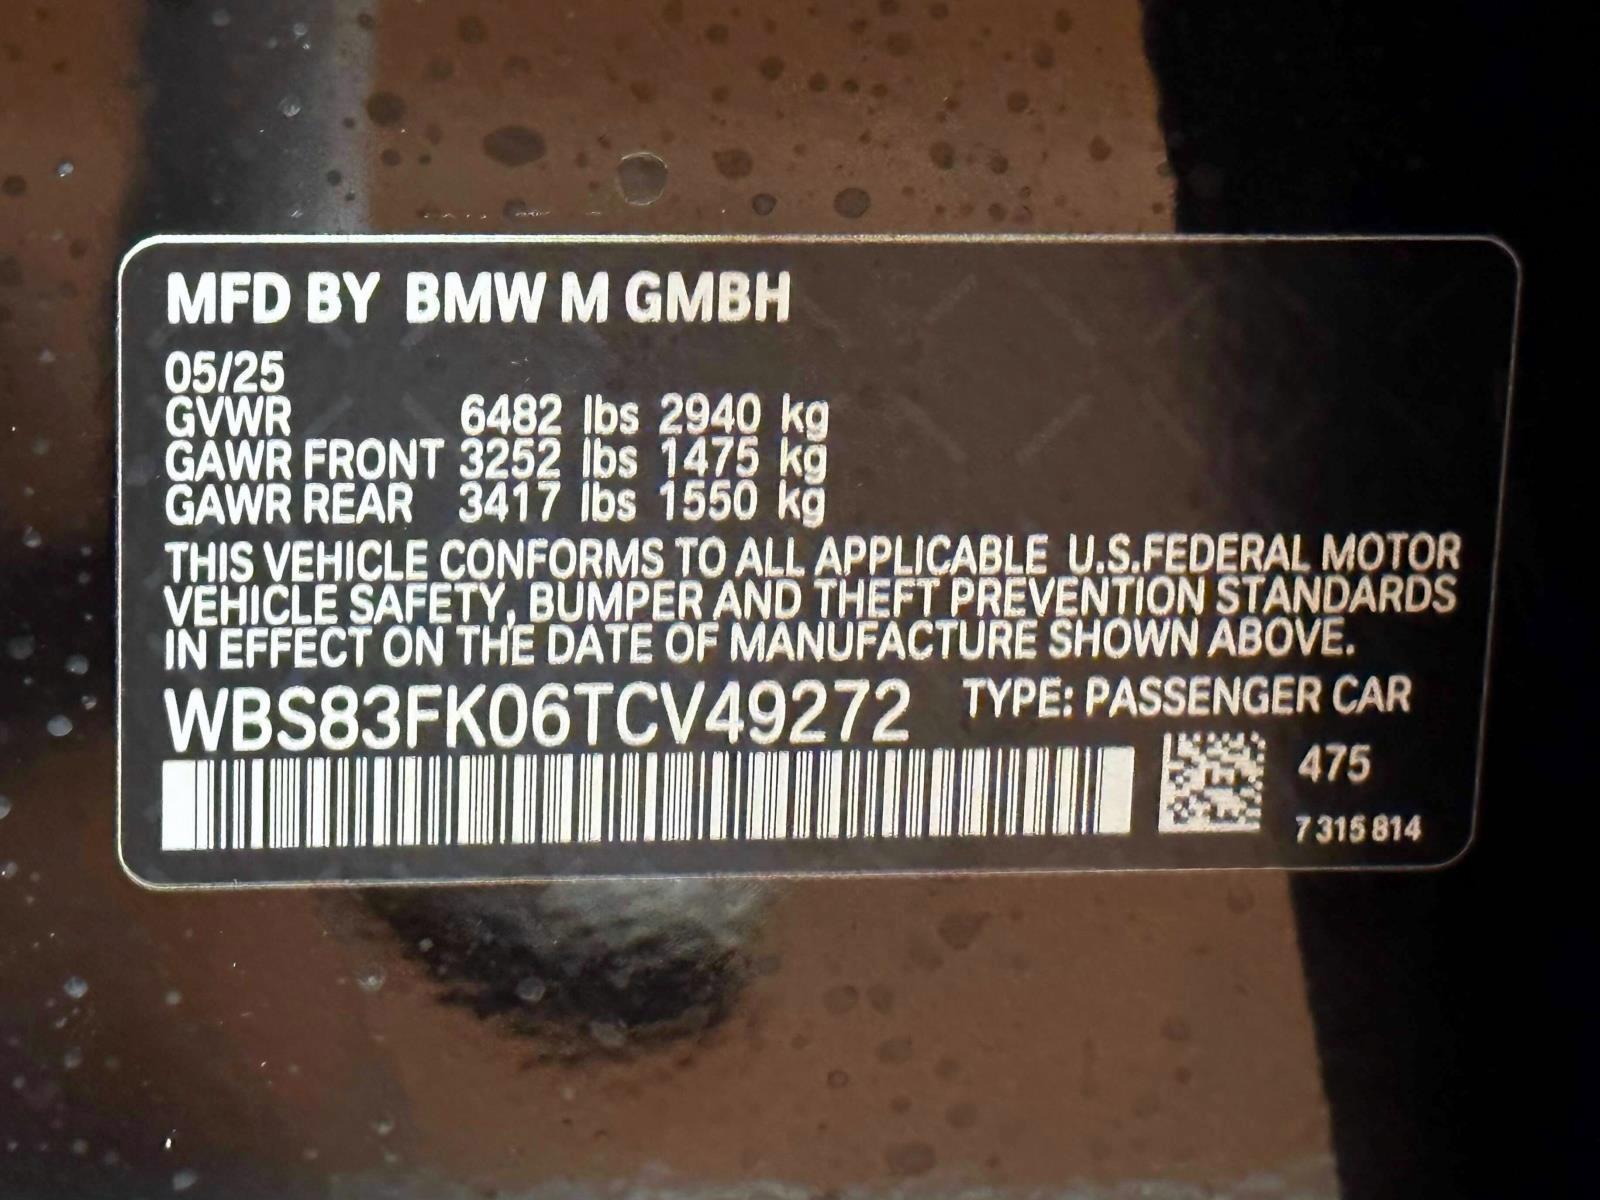 MFD BY BMW M GMBH
05/25
GVWR 6482 lbs 2940 kg
GAWR FRONT 3252 lbs 1475 kg
GAWR REAR 3417 lbs 1550 kg
THIS VEHICLE CONFORMS TO ALL APPLICABLE U.S.FEDERAL MOTOR
VEHICLE SAFETY, BUMPER AND THEFT PREVENTION STANDARDS
IN EFFECT ON THE DATE OF MANUFACTURE SHOWN ABOVE.
WBS83FK06TCV49272 TYPE: PASSENGER CAR
475
7 315 814